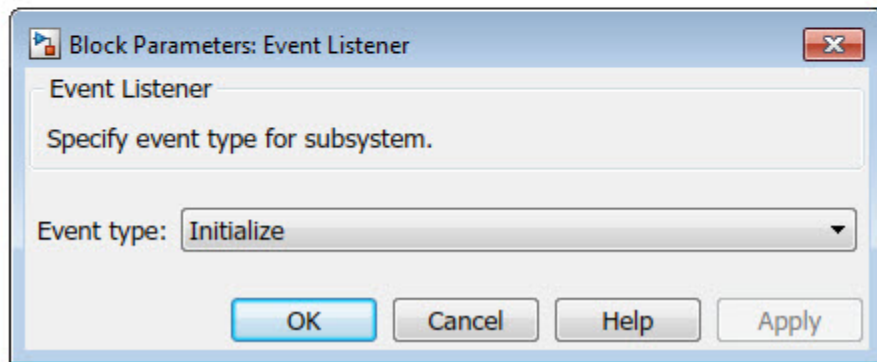 Block Parameters: Event Listener
Event Listener
Specify event type for subsystem.
Event type: Initialize
OK Cancel Help Apply